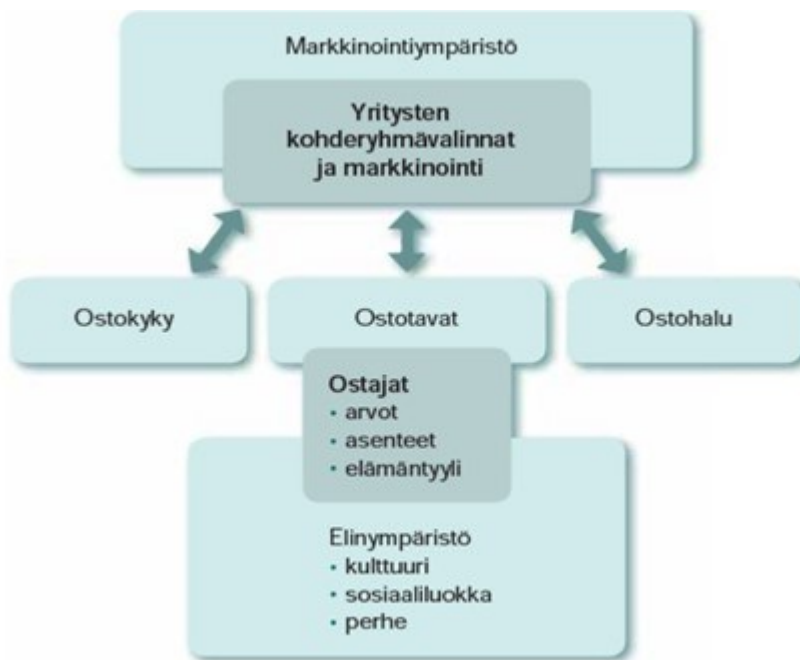 Markkinointiympäristö
Yritysten
kohderyhmävalinnat
ja markkinointi
Ostokyky
Ostotavat
Ostohalu
Ostajat
• arvot
• asenteet
• elämäntyyli
Elinympäristö
• kulttuuri
• sosiaaliluokka
• perhe